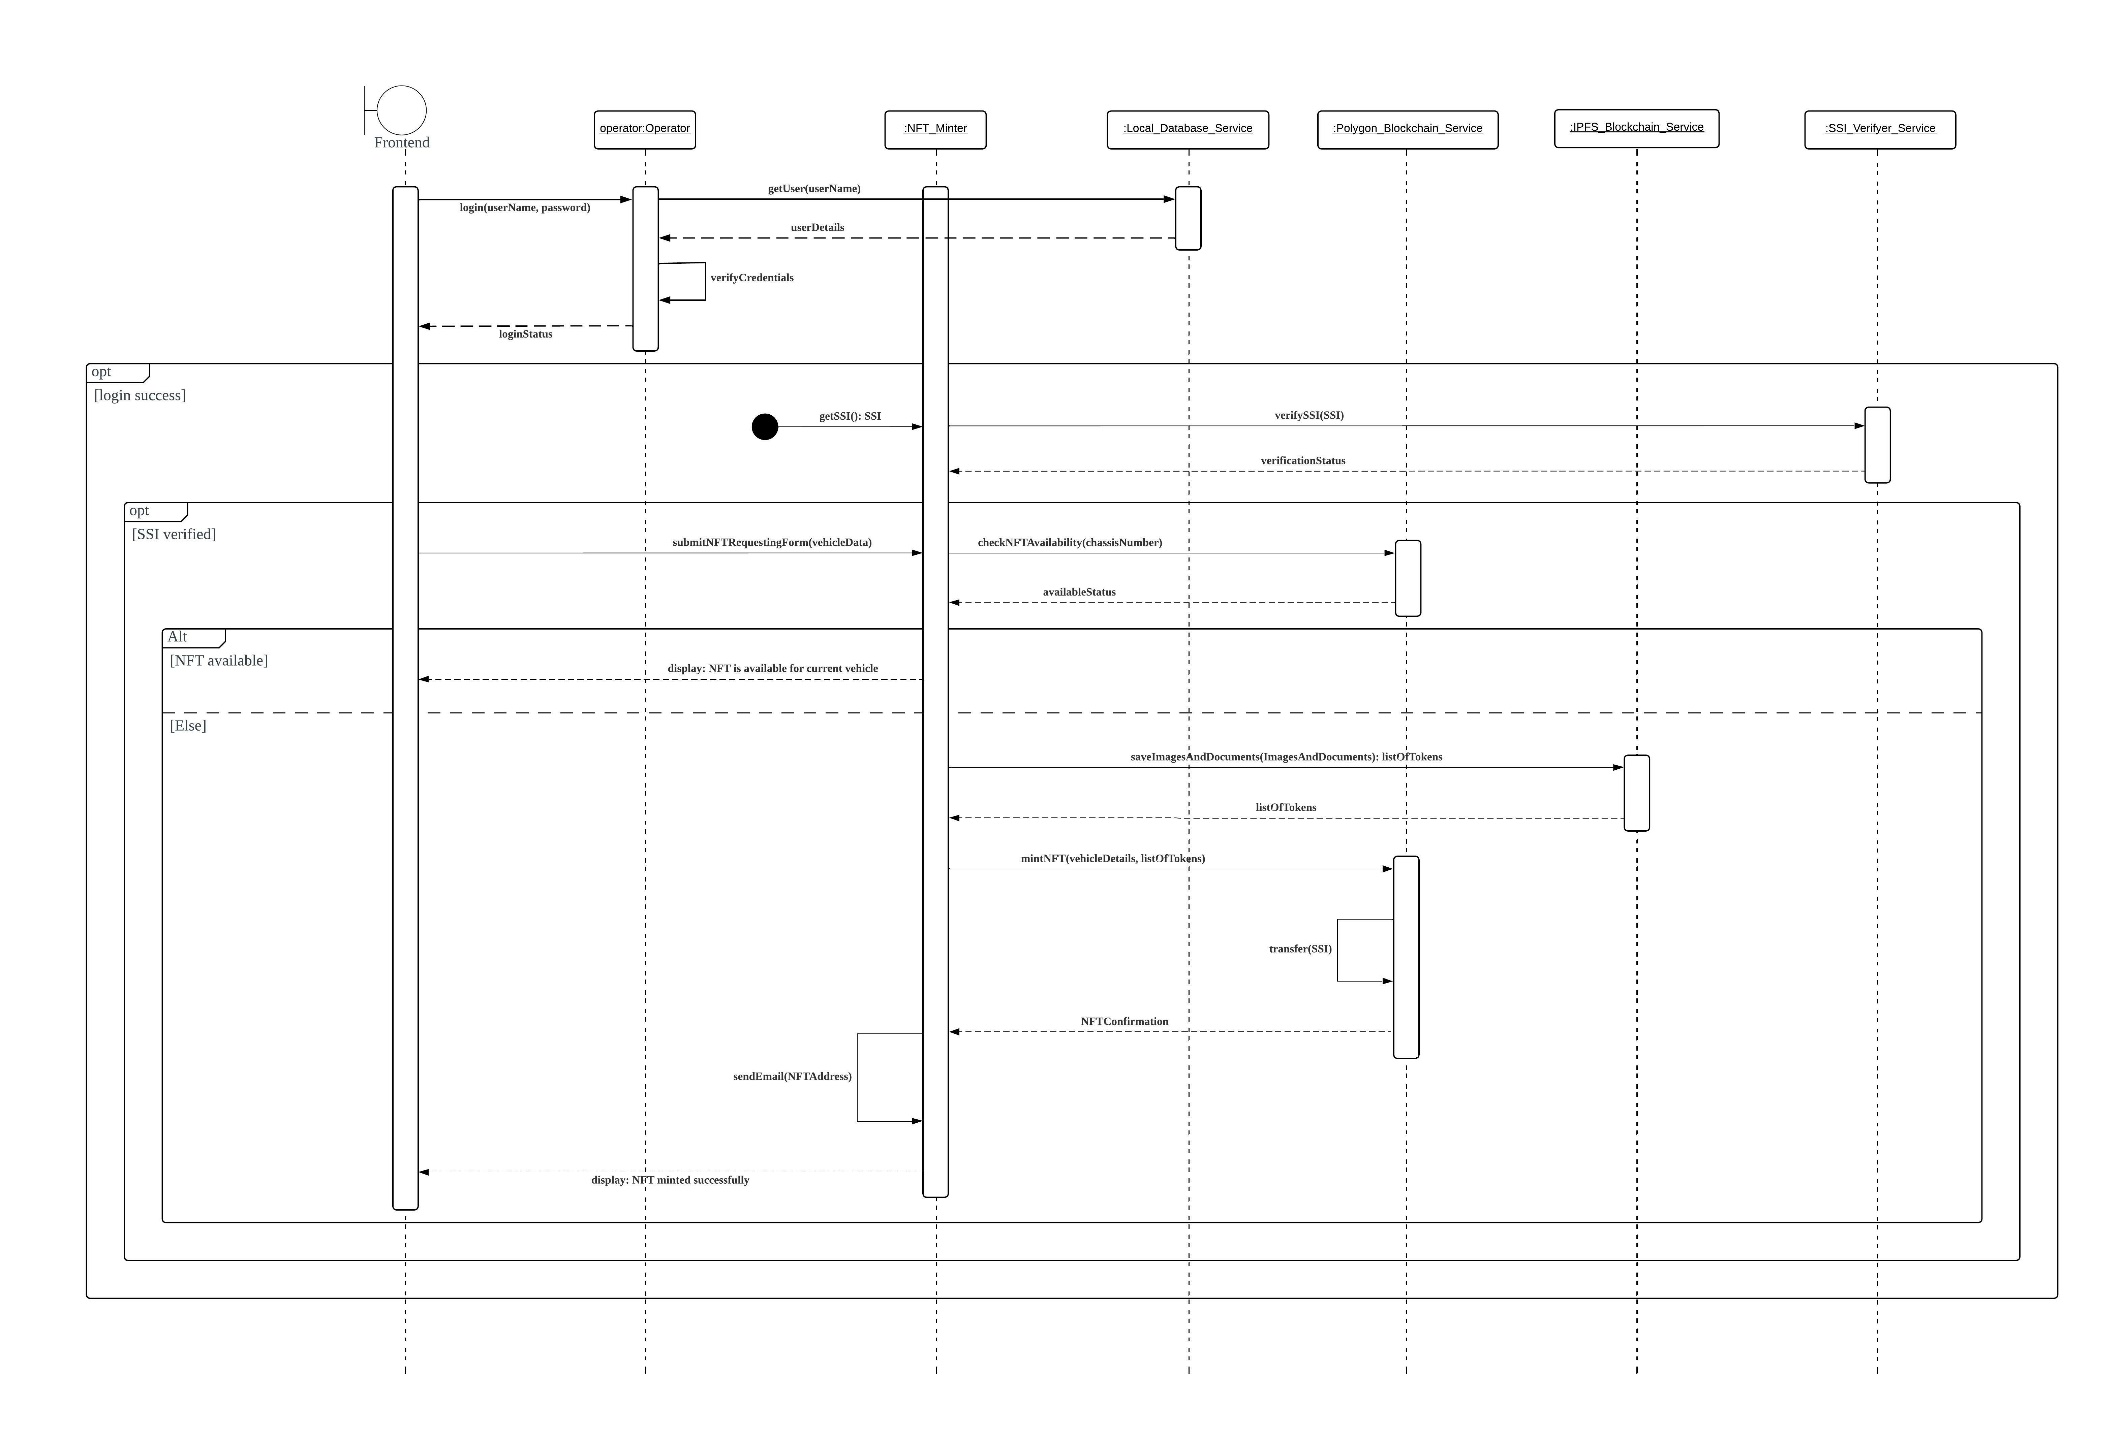 Frontend
operator:Operator
:NFT_Minter
:Local_Database_Service
:Polygon_Blockchain_Service
:IPFS_Blockchain_Service
:SSI_Verifyer_Service
getUser(userName)
login(userName, password)
userDetails
verifyCredentials
loginStatus
opt
[login success]
getSSI(): SSI
verifySSI(SSI)
verificationStatus
opt
[SSI verified]
submitNFTRequestingForm(vehicleData)
checkNFTAvailability(chassisNumber)
availableStatus
Alt
[NFT available]
display: NFT is available for current vehicle
[Else]
saveImagesAndDocuments(ImagesAndDocuments): listOfTokens
listOfTokens
mintNFT(vehicleDetails, listOfTokens)
transfer(SSI)
NFTConfirmation
sendEmail(NFTAddress)
display: NFT minted successfully